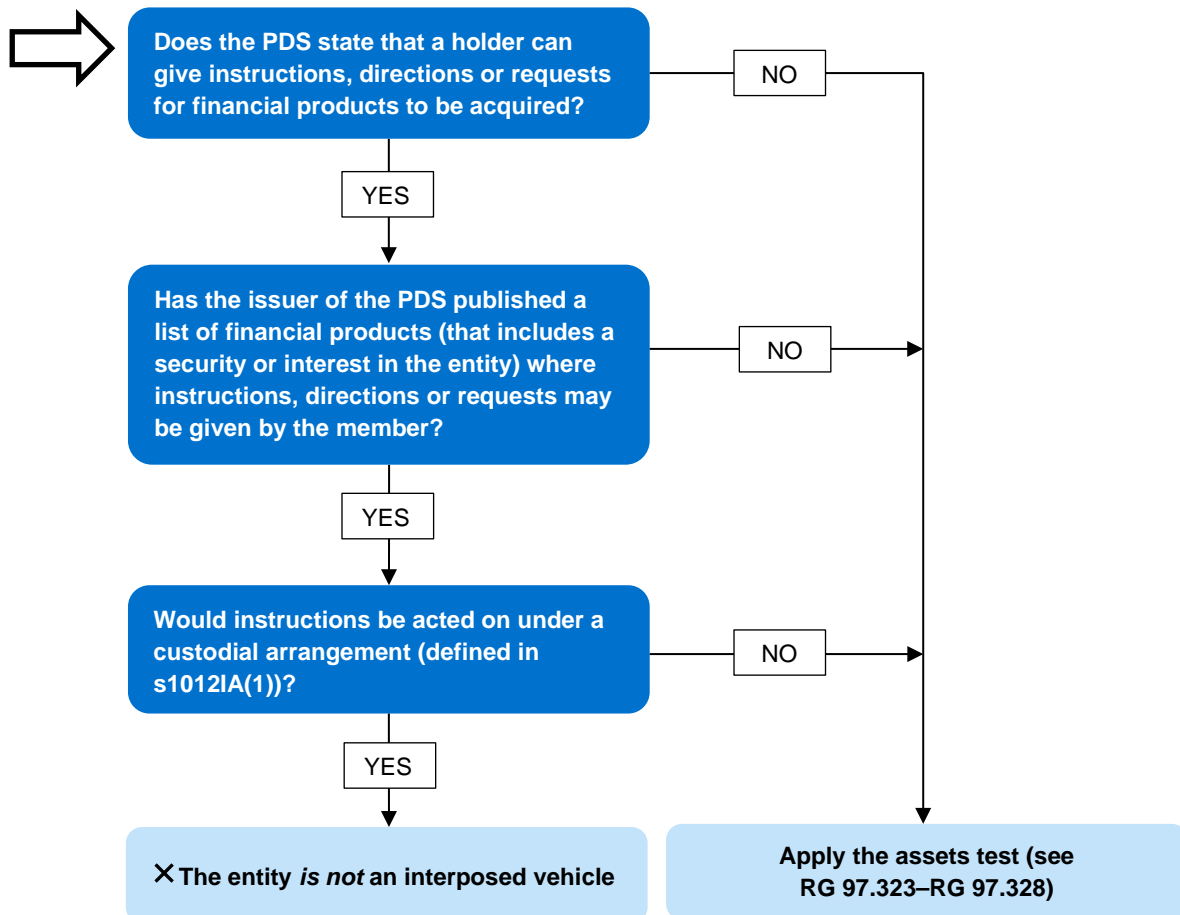 Does the PDS state that a holder can
give instructions, directions or requests
for financial products to be acquired?
NO
YES
Has the issuer of the PDS published a
list of financial products (that includes a
security or interest in the entity) where
instructions, directions or requests may
be given by the member?
NO
YES
Would instructions be acted on under a
custodial arrangement (defined in
s1012IA(1))?
NO
YES
× The entity is not an interposed vehicle
Apply the assets test (see
RG 97.323–RG 97.328)